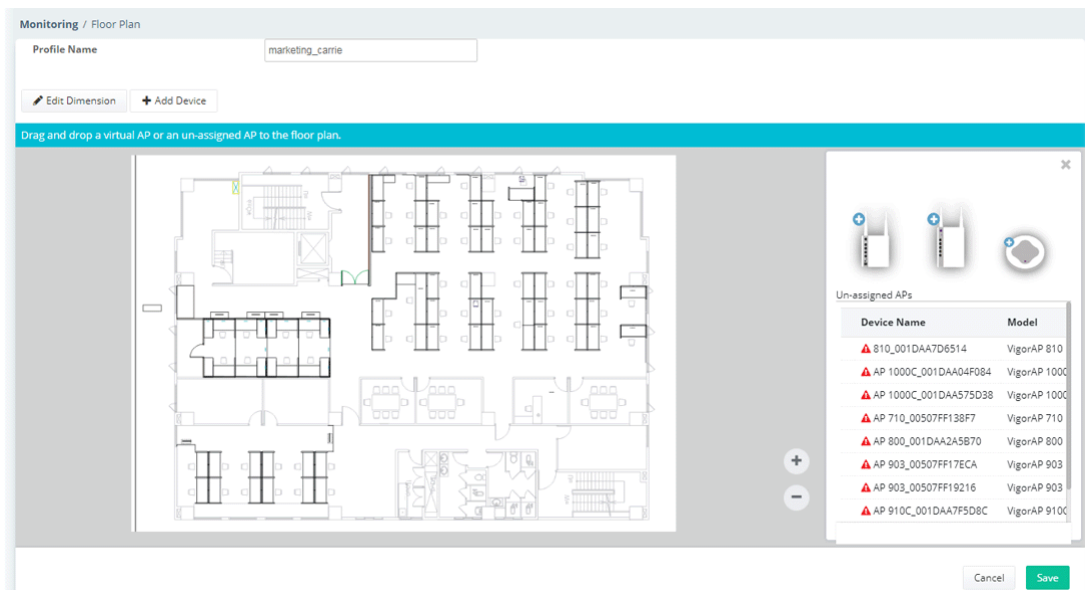 Monitoring / Floor Plan
Profile Name marketing_carrie
Edit Dimension Add Device
Drag and drop a virtual AP or an un-assigned AP to the floor plan.
Un-assigned APs
Device Name Model
810_001DAA7D6514 VigorAP 810
AP 1000C_001DAA04F084 VigorAP 1000
AP 1000C_001DAA575D38 VigorAP 1000
AP 710_00507FF138F7 VigorAP 710
AP 800_001DAA2A5B70 VigorAP 800
AP 903_00507FF17ECA VigorAP 903
AP 903_00507FF19216 VigorAP 903
AP 910C_001DAA7F5D8C VigorAP 910C
Cancel Save